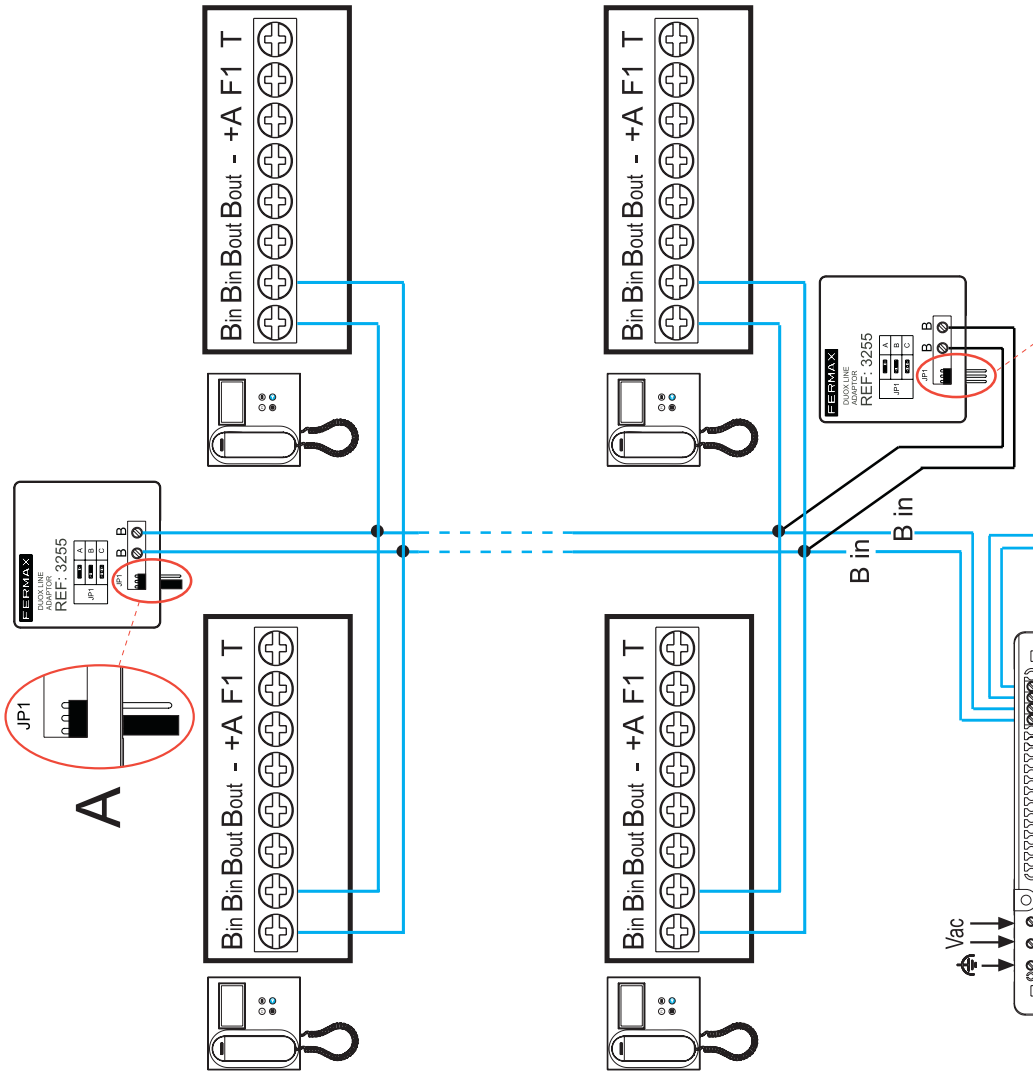 Bin Bin Bout Bout - +A F1 T
Bin Bin Bout Bout - +A F1 T
FERMAX
DUOX LINE
ADAPTOR
REF: 3255
JP1
A
B
C
JP1
B
B
FERMAX
DUOX LINE
ADAPTOR
REF: 3255
JP1
A
B
C
JP1
B
B
B in
B in
JP1
A
Bin Bin Bout Bout - +A F1 T
Bin Bin Bout Bout - +A F1 T
Vac